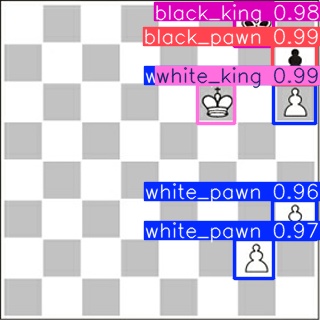 black_king 0.98
black_pawn 0.99
w
white_king 0.99
white_pawn 0.96
white_pawn 0.97